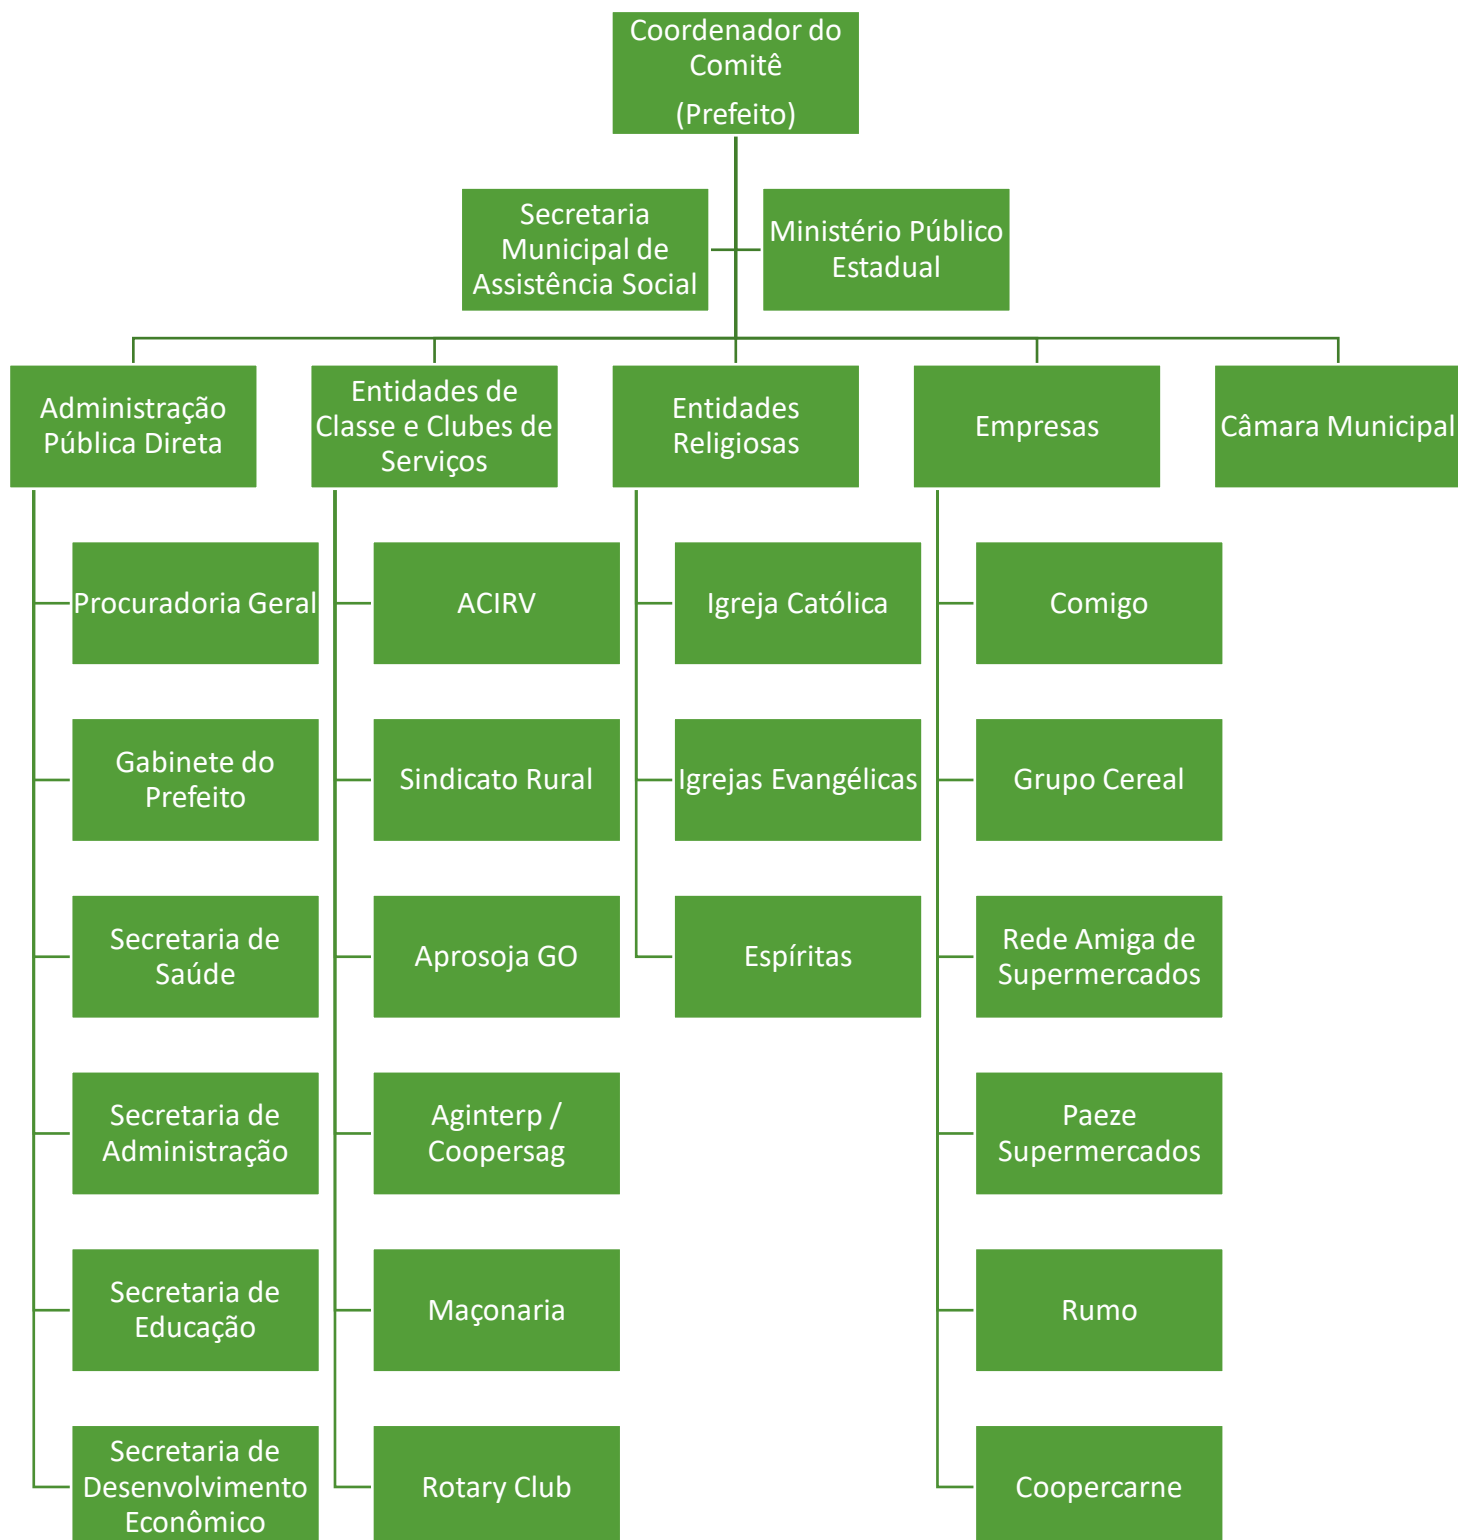 Coordenador do
Comitê
(Prefeito)
Secretaria
Municipal de
Assistência Social
Ministério Público
Estadual
Administração
Pública Direta
Entidades de
Classe e Clubes de
Serviços
Entidades
Religiosas
Empresas
Câmara Municipal
Procuradoria Geral
Gabinete do
Prefeito
Secretaria de
Saúde
Secretaria de
Administração
Secretaria de
Educação
Secretaria de
Desenvolvimento
Econômico
ACIRV
Sindicato Rural
Aprosoja GO
Aginterp /
Coopersag
Maçonaria
Rotary Club
Igreja Católica
Igrejas Evangélicas
Espíritas
Comigo
Grupo Cereal
Rede Amiga de
Supermercados
Paeze
Supermercados
Rumo
Coopercarne